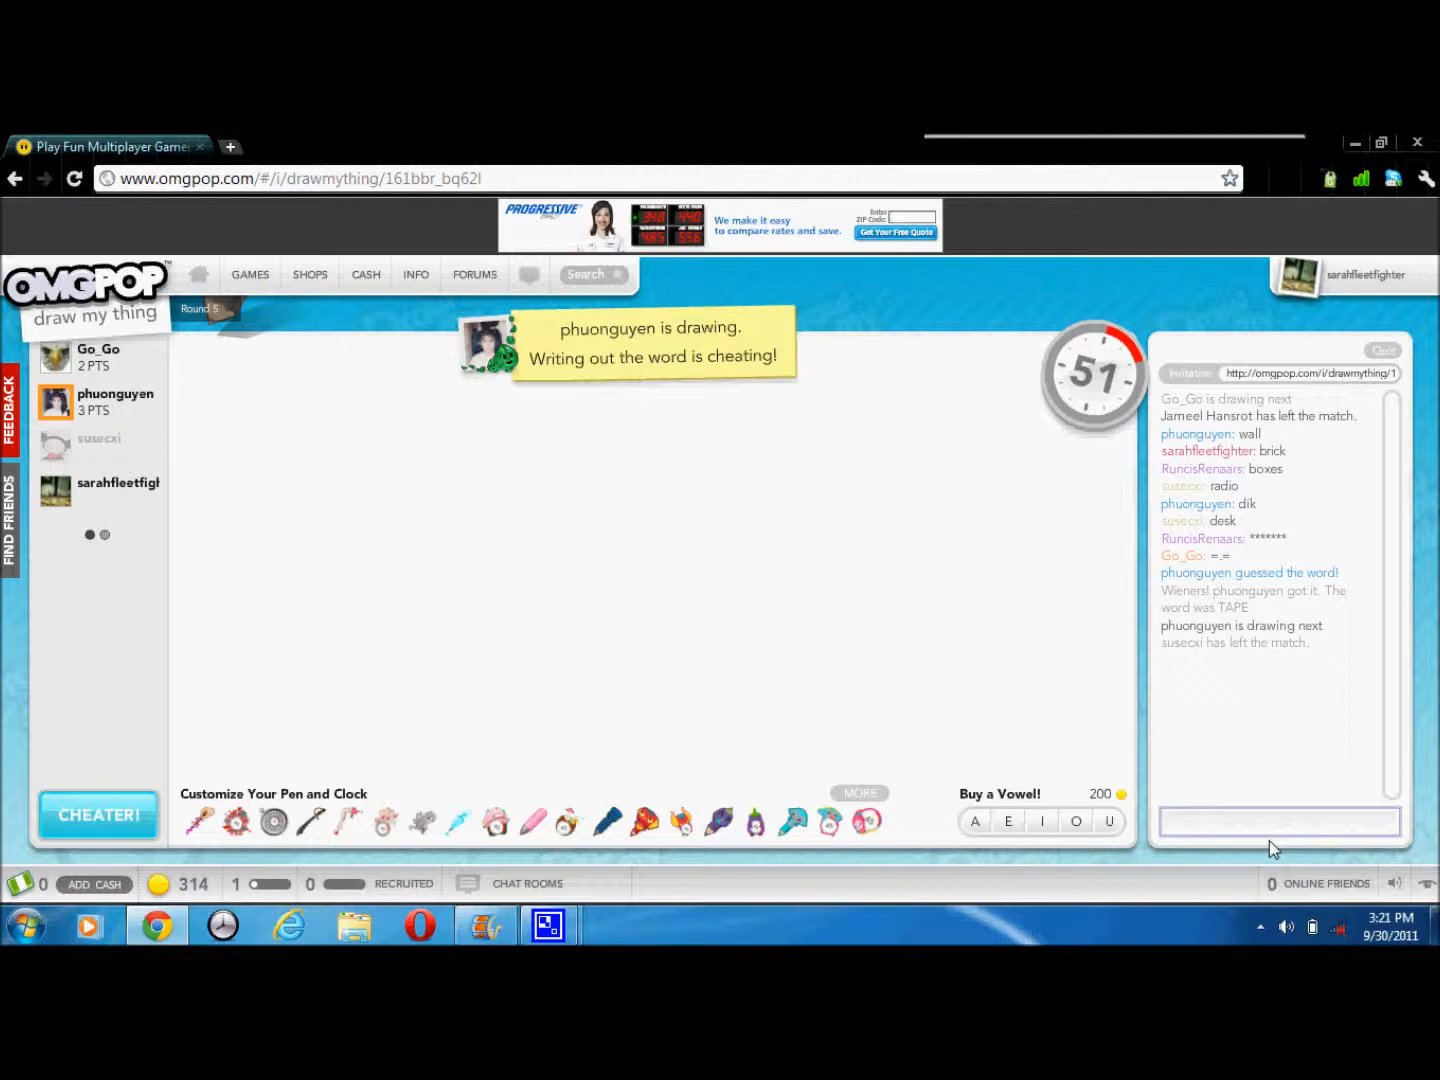 Play Fun Multiplayer Game
www.omgpop.com/#/i/drawmything/161bbr_bq62l
PROGRESSIVE
We make it easy
to compare rates and save.
Enter
ZIP Code:
Get Your Free Quote
OMGPOP™
GAMES SHOPS CASH INFO FORUMS Search
sarahfleetfighter
draw my thing
Round 5
phuonguyen is drawing.
Writing out the word is cheating!
51
FEEDBACK
FIND FRIENDS
Go_Go
2 PTS
phuonguyen
3 PTS
susecxi
sarahfleetfigh
Invitation http://omgpop.com/i/drawmything/1
Go_Go is drawing next
Jameel Hansrot has left the match.
phuonguyen: wall
sarahfleetfighter: brick
RuncisRenaars: boxes
susecxi: radio
phuonguyen: dik
susecxi: desk
RuncisRenaars: *******
Go_Go: =.=
phuonguyen guessed the word!
Wieners! phuonguyen got it. The
word was TAPE
phuonguyen is drawing next
susecxi has left the match.
CHEATER!
Customize Your Pen and Clock
MORE
Buy a Vowel! 200
A E I O U
0 ADD CASH 314 1 0 RECRUITED CHAT ROOMS
0 ONLINE FRIENDS
3:21 PM
9/30/2011